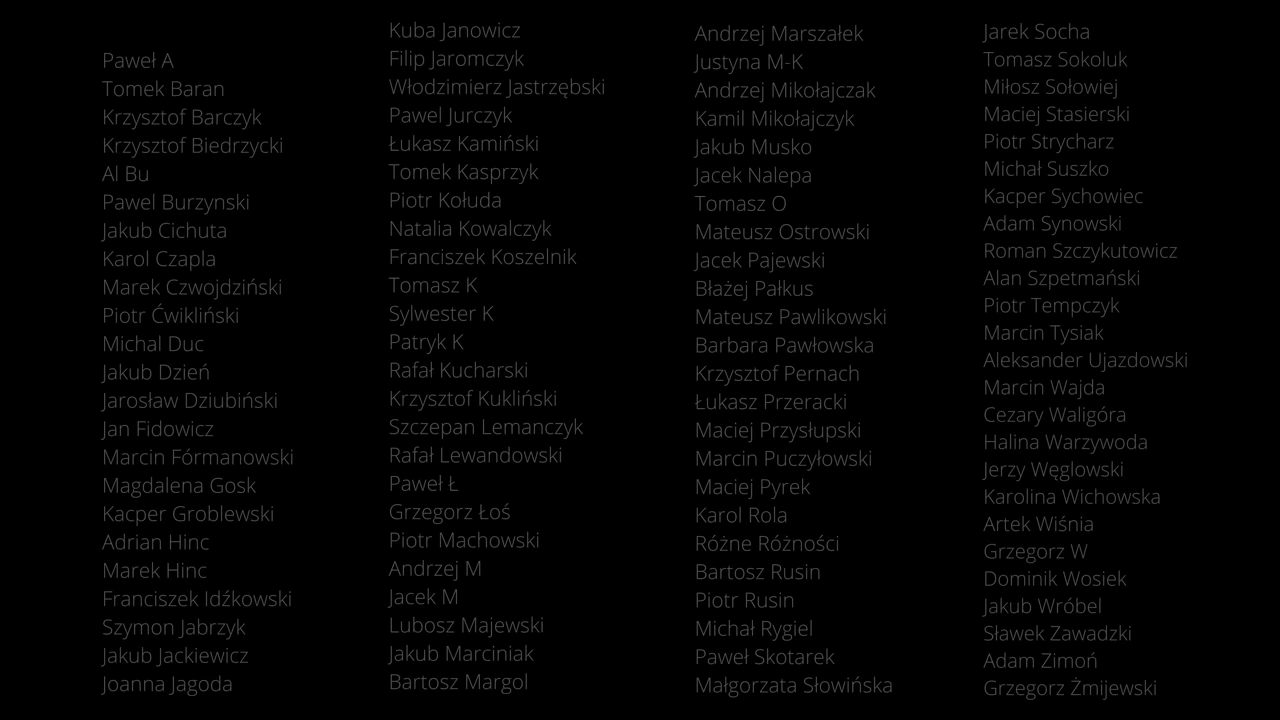 Paweł A
Tomek Baran
Krzysztof Barczyk
Krzysztof Biedrzycki
Al Bu
Pawel Burzynski
Jakub Cichuta
Karol Czapla
Marek Czwojdziński
Piotr Ćwikliński
Michal Duc
Jakub Dzień
Jarosław Dziubiński
Jan Fidowicz
Marcin Fórmanowski
Magdalena Gosk
Kacper Groblewski
Adrian Hinc
Marek Hinc
Franciszek Idźkowski
Szymon Jabrzyk
Jakub Jackiewicz
Joanna Jagoda
Kuba Janowicz
Filip Jaromczyk
Włodzimierz Jastrzębski
Pawel Jurczyk
Łukasz Kamiński
Tomek Kasprzyk
Piotr Kołuda
Natalia Kowalczyk
Franciszek Koszelnik
Tomasz K
Sylwester K
Patryk K
Rafał Kucharski
Krzysztof Kukliński
Szczepan Lemanczyk
Rafał Lewandowski
Paweł Ł
Grzegorz Łoś
Piotr Machowski
Andrzej M
Jacek M
Lubosz Majewski
Jakub Marciniak
Bartosz Margol
Andrzej Marszałek
Justyna M-K
Andrzej Mikołajczak
Kamil Mikołajczyk
Jakub Musko
Jacek Nalepa
Tomasz O
Mateusz Ostrowski
Jacek Pajewski
Błażej Pałkus
Mateusz Pawlikowski
Barbara Pawłowska
Krzysztof Pernach
Łukasz Przeracki
Maciej Przysłupski
Marcin Puczyłowski
Maciej Pyrek
Karol Rola
Różne Różności
Bartosz Rusin
Piotr Rusin
Michał Rygiel
Paweł Skotarek
Małgorzata Słowińska
Jarek Socha
Tomasz Sokoluk
Miłosz Sołowiej
Maciej Stasierski
Piotr Strycharz
Michał Suszko
Kacper Sychowiec
Adam Synowski
Roman Szczykutowicz
Alan Szpetmański
Piotr Tempczyk
Marcin Tysiak
Aleksander Ujazdowski
Marcin Wajda
Cezary Waligóra
Halina Warzywoda
Jerzy Węglowski
Karolina Wichowska
Artek Wiśnia
Grzegorz W
Dominik Wosiek
Jakub Wróbel
Sławek Zawadzki
Adam Zimoń
Grzegorz Żmijewski